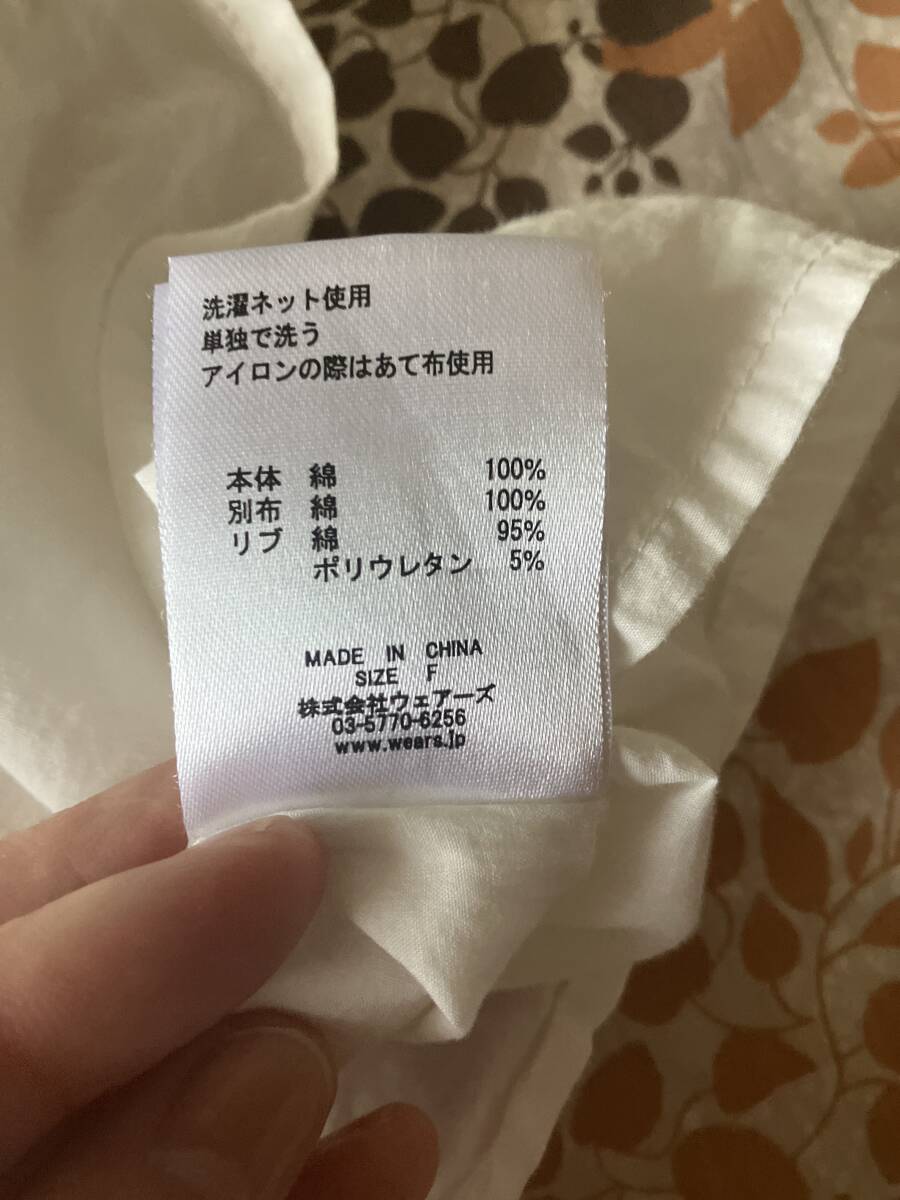 洗濯ネット使用
単独で洗う
アイロンの際はあて布使用
本体 綿 100%
別布 綿 100%
リブ 綿 95%
ポリウレタン 5%
MADE IN CHINA
SIZE F
株式会社ウェアーズ
03-5770-6256
www.wears.jp